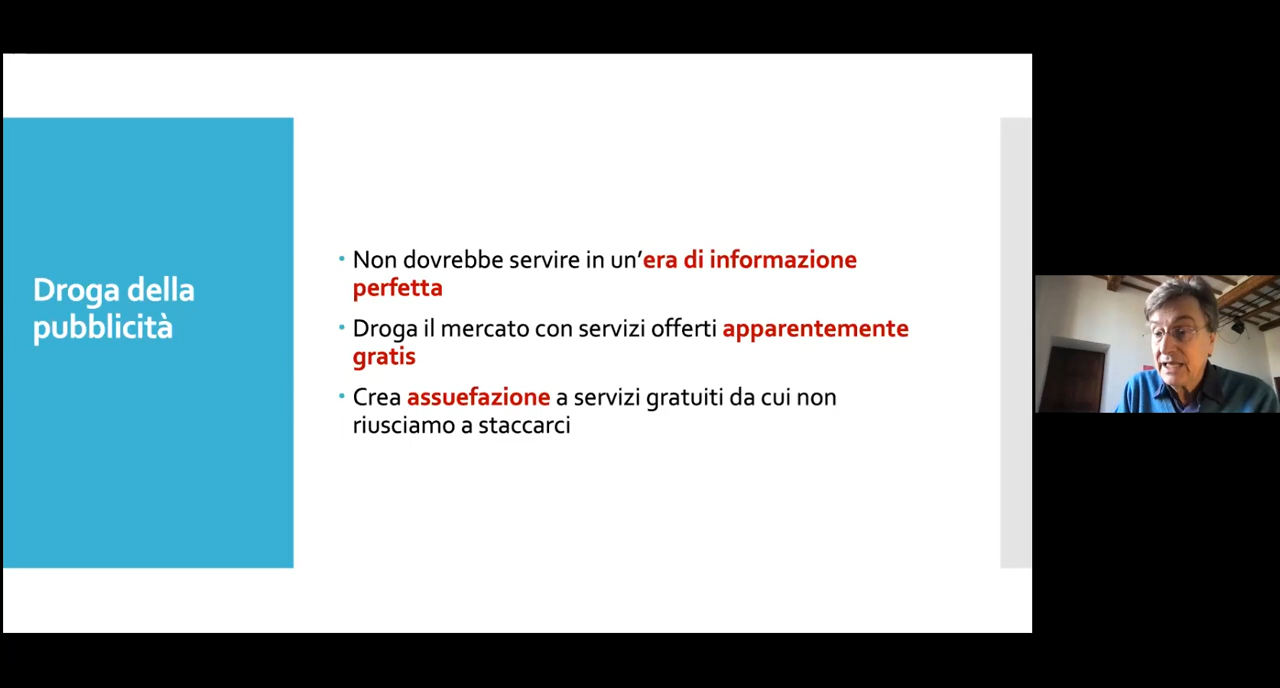 Droga della
pubblicità
Non dovrebbe servire in un’era di informazione
perfetta
Droga il mercato con servizi offerti apparentemente
gratis
Crea assuefazione a servizi gratuiti da cui non
riusciamo a staccarci